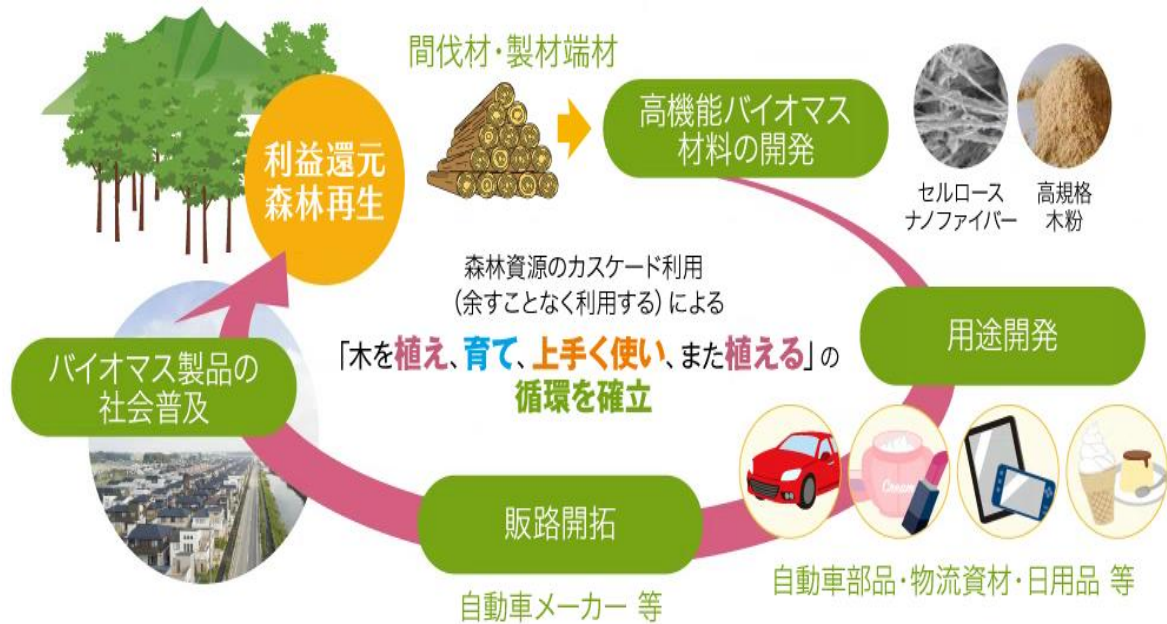 間伐材・製材端材
利益還元
森林再生
高機能バイオマス
材料の開発
セルロース
ナノファイバー
高規格
木粉
森林資源のカスケード利用
（余すことなく利用する）による
「木を植え、育て、上手く使い、また植える」の
循環を確立
用途開発
バイオマス製品の
社会普及
Cream
販路開拓
自動車部品・物流資材・日用品 等
自動車メーカー 等